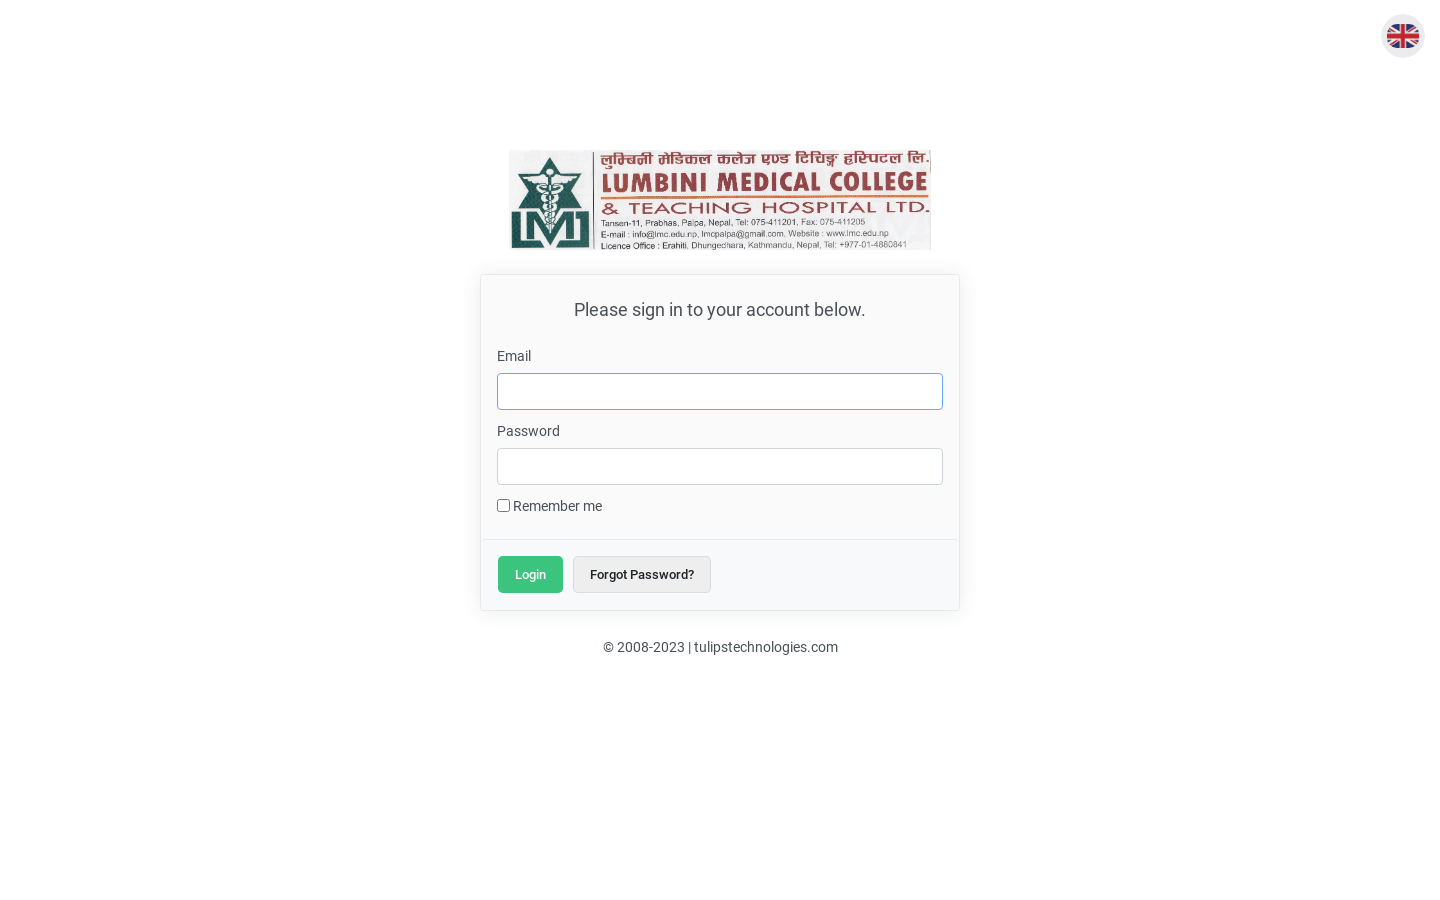 लुम्बिनी मेडिकल कलेज एण्ड टिचिङ्ग हस्पिटल लि.
LUMBINI MEDICAL COLLEGE
& TEACHING HOSPITAL LTD.
Tansen-11, Prabhas, Palpa, Nepal, Tel: 075-411201, Fax: 075-411205
E-mail : info@lmc.edu.np, lmcpalpa@gmail.com, Website : www.lmc.edu.np
Licence Office : Erahiti, Dhungedhara, Kathmandu, Nepal, Tel: +977-01-4880841
Please sign in to your account below.
Email
Password
Remember me
Login Forgot Password?
© 2008-2023 | tulipstechnologies.com